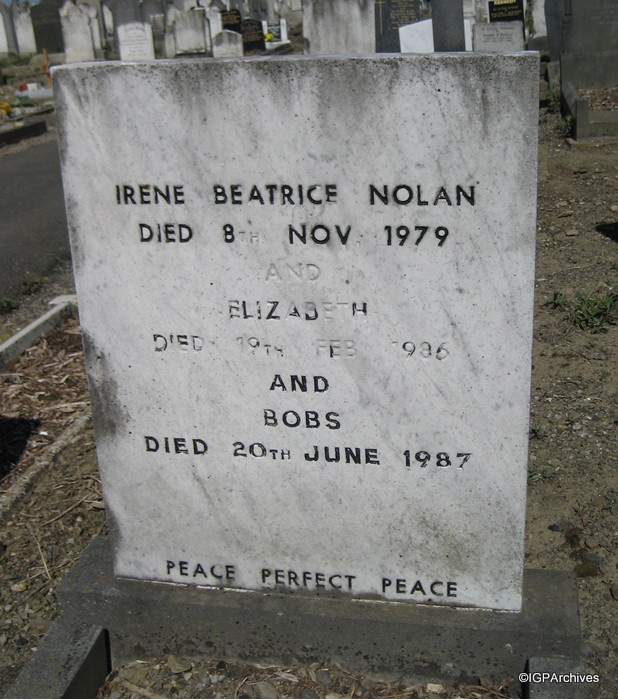 IRENE BEATRICE NOLAN
DIED 8TH NOV 1979
AND
ELIZABETH
DIED 19TH FEB 1986
AND
BOBS
DIED 20TH JUNE 1987
PEACE PERFECT PEACE
©IGPArchives